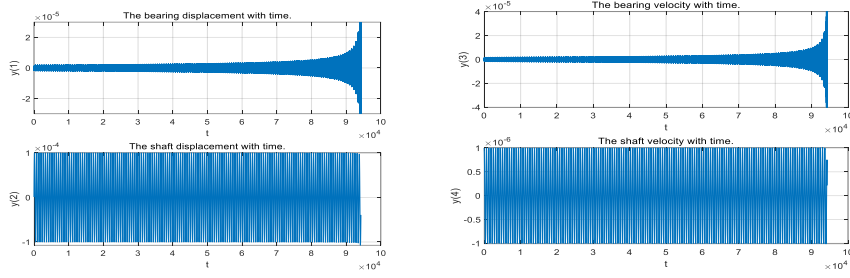 The bearing displacement with time.
×10⁻⁵
y(1)
2
0
-2
0 1 2 3 4 5 6 7 8 9 10
t
×10⁴
The bearing velocity with time.
×10⁻⁵
y(3)
4
2
0
-2
-4
0 1 2 3 4 5 6 7 8 9 10
t
×10⁴
The shaft displacement with time.
×10⁻⁴
y(2)
1
0
-1
0 1 2 3 4 5 6 7 8 9 10
t
×10⁴
The shaft velocity with time.
×10⁻⁶
y(4)
1
0.5
0
-0.5
-1
0 1 2 3 4 5 6 7 8 9 10
t
×10⁴